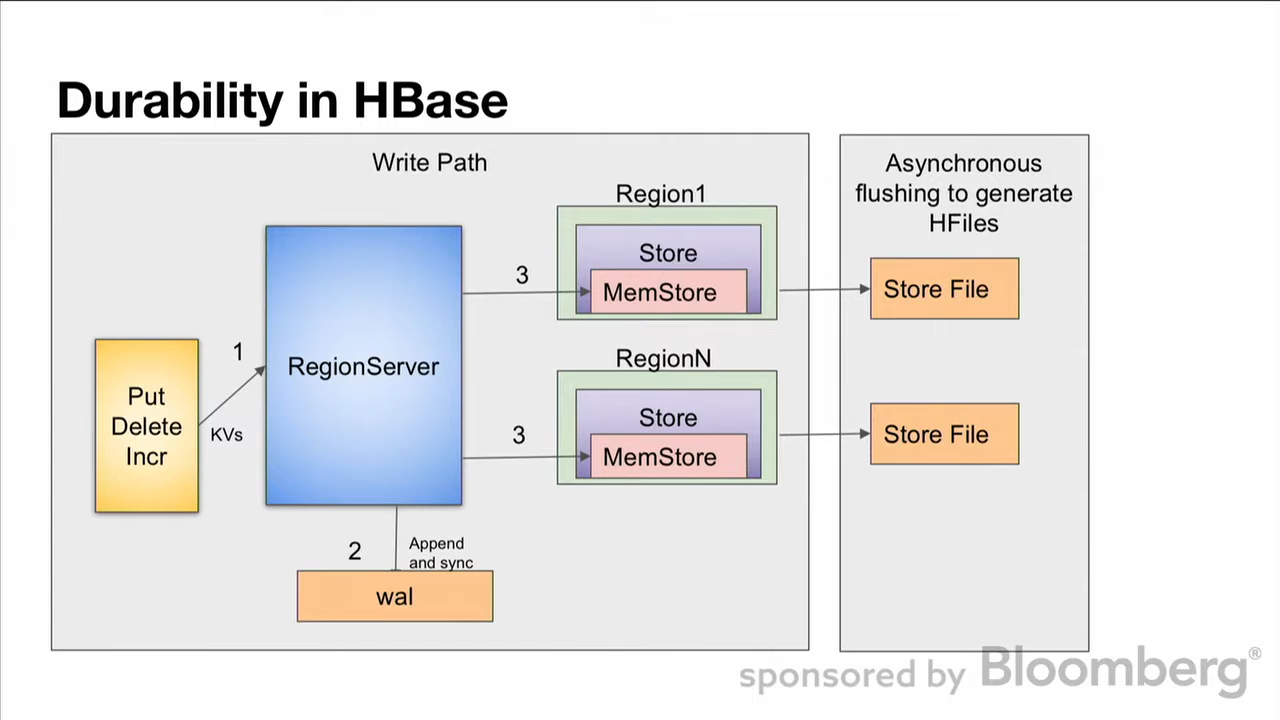 Durability in HBase
Write Path
Region1
Store
MemStore
3
RegionServer
Put
Delete
Incr
1
KVs
RegionN
Store
MemStore
3
2
Append
and sync
wal
Asynchronous
flushing to generate
HFiles
Store File
Store File
sponsored by Bloomberg®